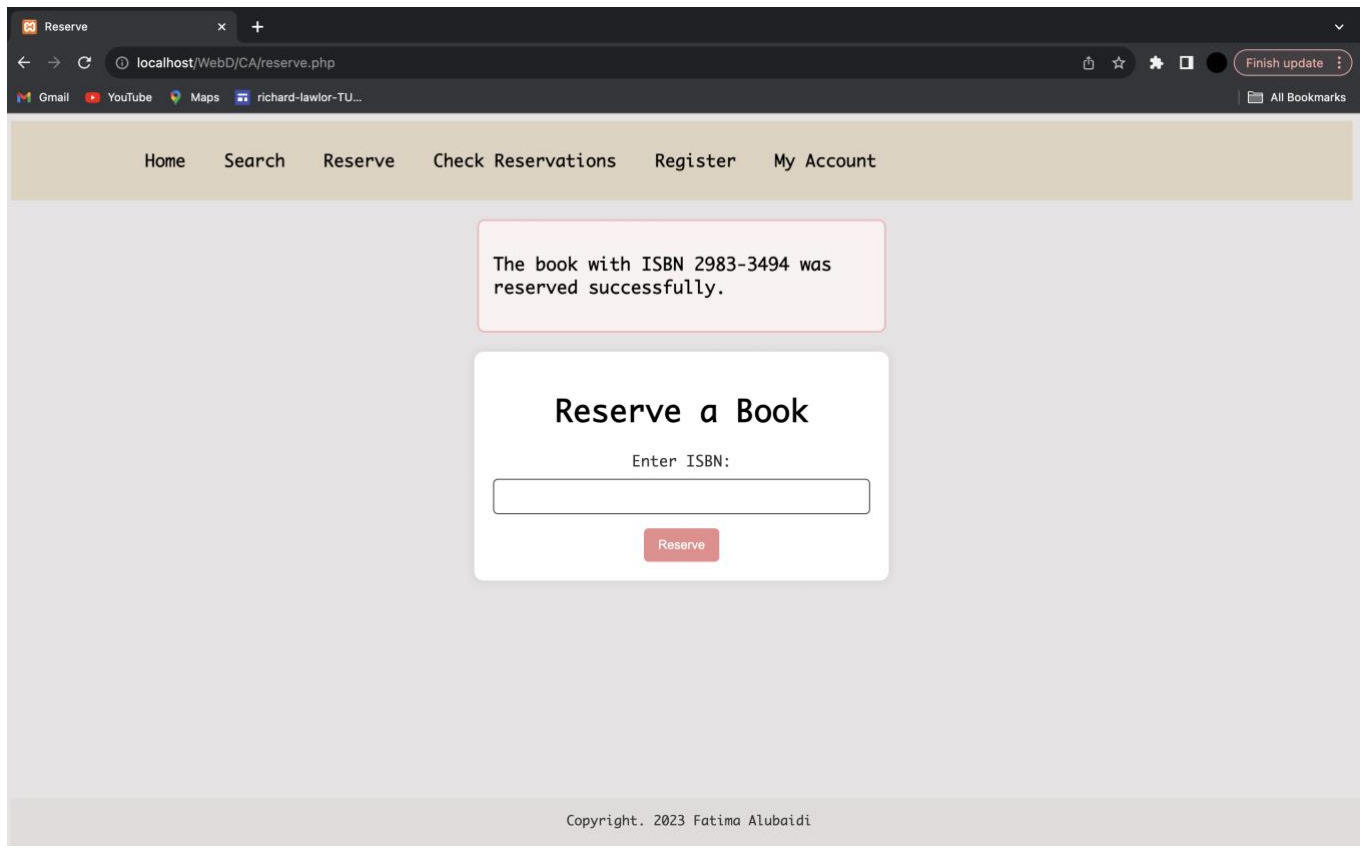 Reserve
localhost/WebD/CA/reserve.php
Finish update
Gmail YouTube Maps richard-lawlor-TU... All Bookmarks
Home Search Reserve Check Reservations Register My Account
The book with ISBN 2983-3494 was
reserved successfully.
Reserve a Book
Enter ISBN:
Reserve
Copyright. 2023 Fatima Alubaidi